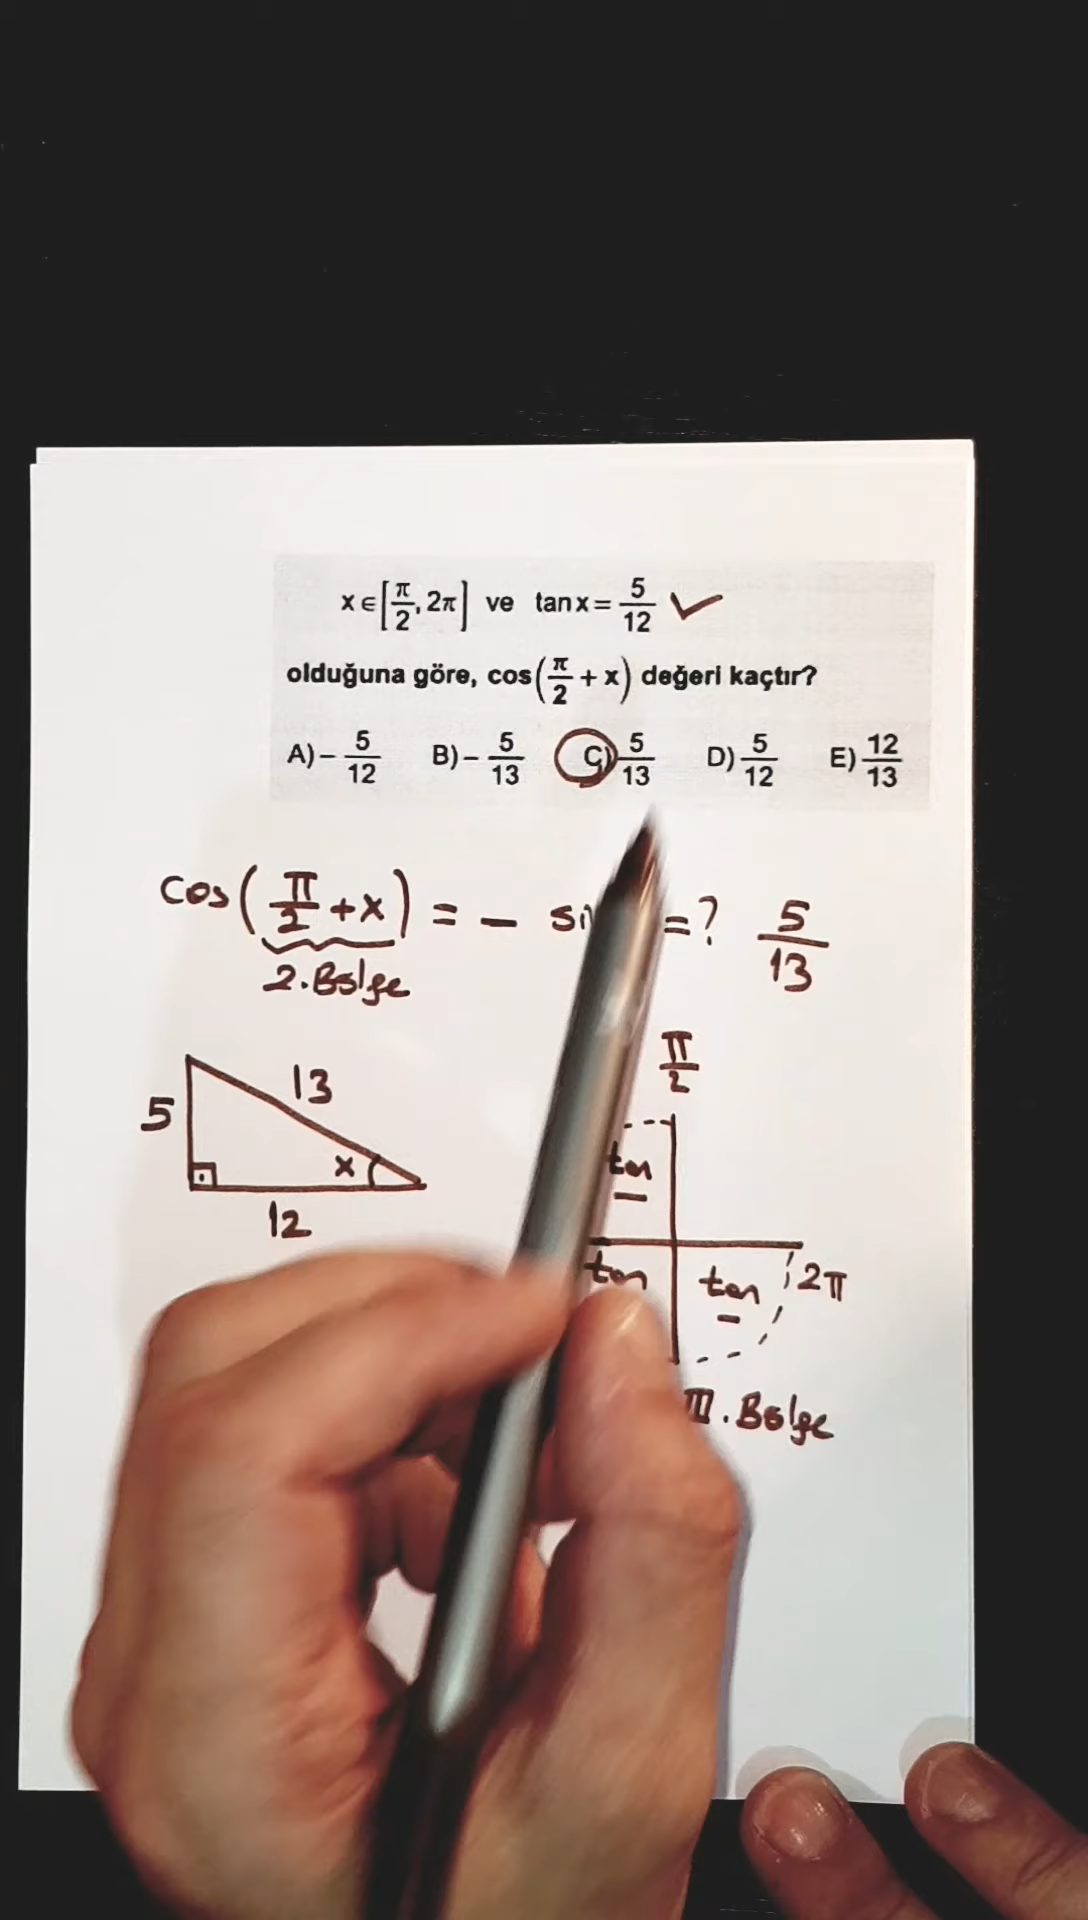 x∈[π/2, 2π] ve tan x = 5/12 ✓
olduğuna göre, cos(π/2 + x) değeri kaçtır?
A) −5/12 B) −5/13 C) 5/13 D) 5/12 E) 12/13
cos(π/2 + x) = − = ? 5/13
2.Bölge
π/2
13
5
x
12
tan −
tan
tan −
2π
III.Bölge